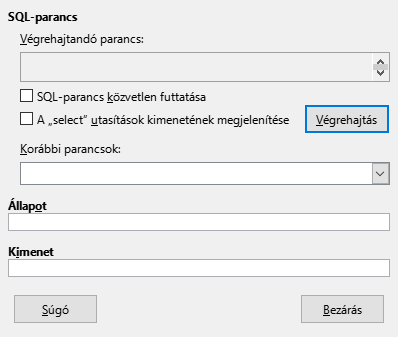 SQL-parancs
Végrehajtandó parancs:
SQL-parancs közvetlen futtatása
A „select” utasítások kimenetének megjelenítése
Végrehajtás
Korábbi parancsok:
Állapot
Kimenet
Súgó
Bezárás